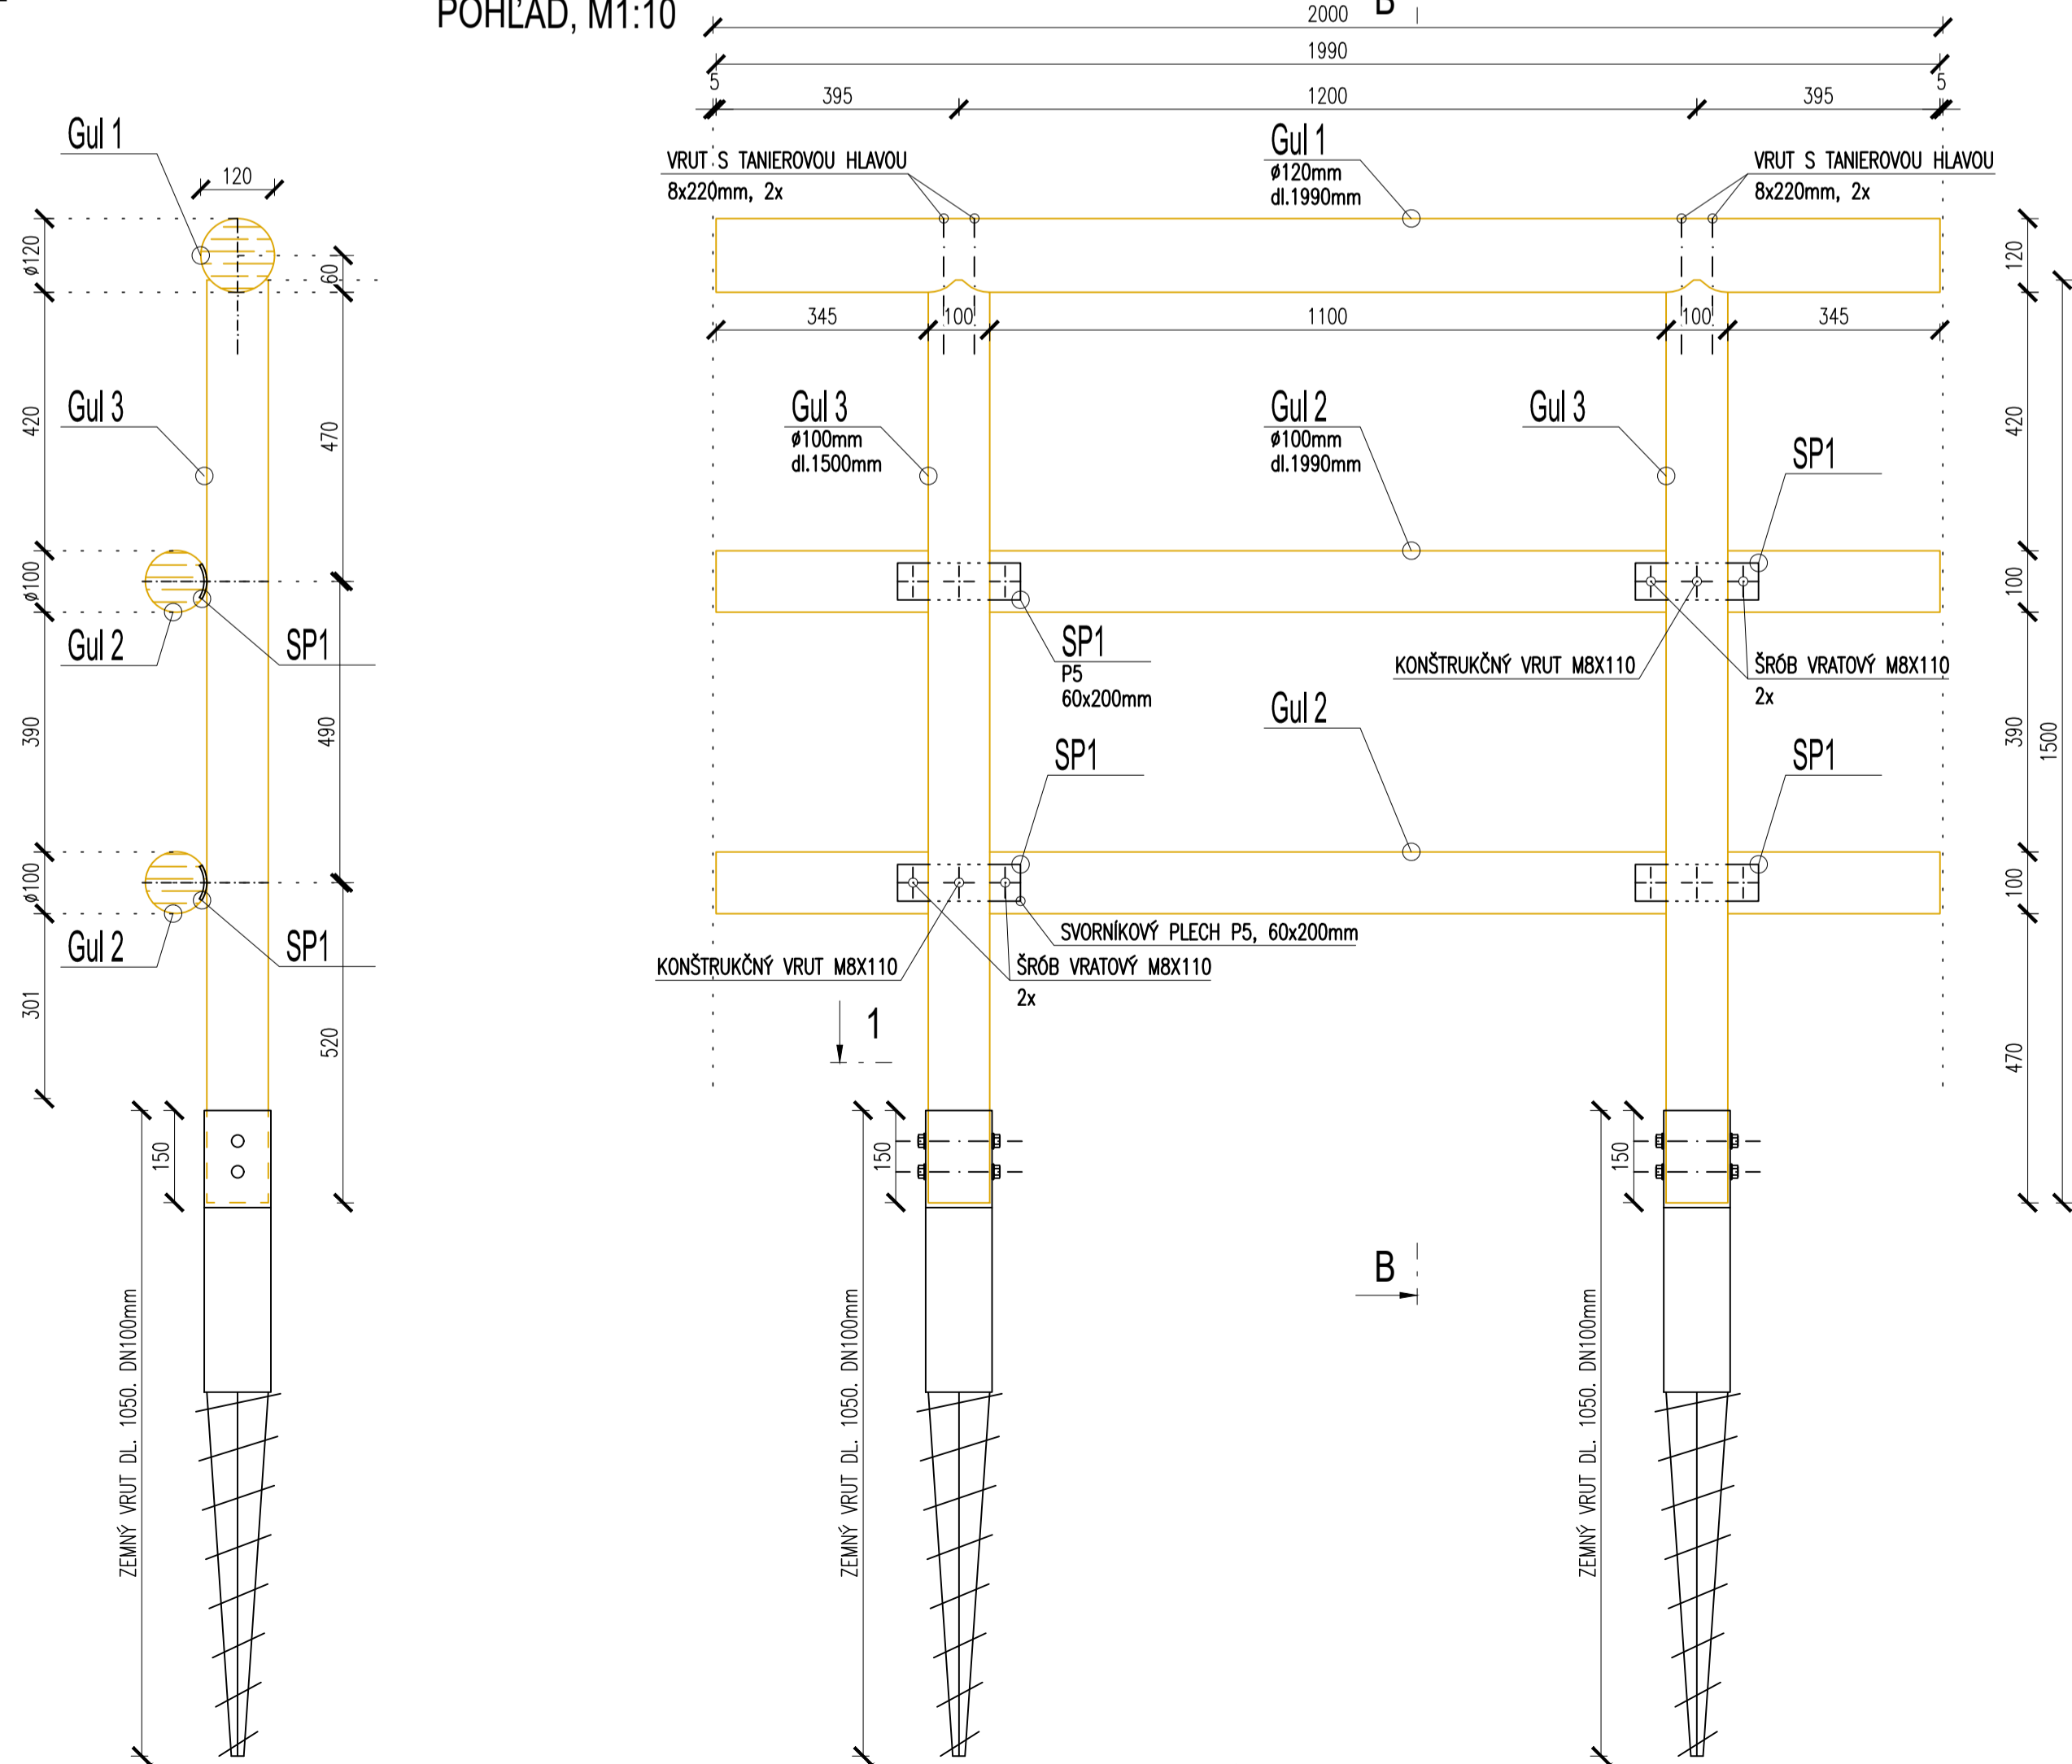 POHĽAD, M1:10
B
2000
1990
5
395
1200
395
5
Gul 1
120
ø120
60
420
470
Gul 3
ø100
Gul 2
SP1
390
490
ø100
Gul 2
SP1
301
520
150
ZEMNÝ VRUT DL. 1050. DN100mm
VRUT S TANIEROVOU HLAVOU
8x220mm, 2x
Gul 1
ø120mm
dl.1990mm
VRUT S TANIEROVOU HLAVOU
8x220mm, 2x
120
345
100
1100
100
345
Gul 3
ø100mm
dl.1500mm
Gul 2
ø100mm
dl.1990mm
Gul 3
SP1
420
100
SP1
P5
60x200mm
KONŠTRUKČNÝ VRUT M8X110
ŠRÓB VRATOVÝ M8X110
2x
Gul 2
390
1500
SP1
SP1
100
SVORNÍKOVÝ PLECH P5, 60x200mm
KONŠTRUKČNÝ VRUT M8X110
ŠRÓB VRATOVÝ M8X110
2x
1
470
150
150
B
ZEMNÝ VRUT DL. 1050. DN100mm
ZEMNÝ VRUT DL. 1050. DN100mm